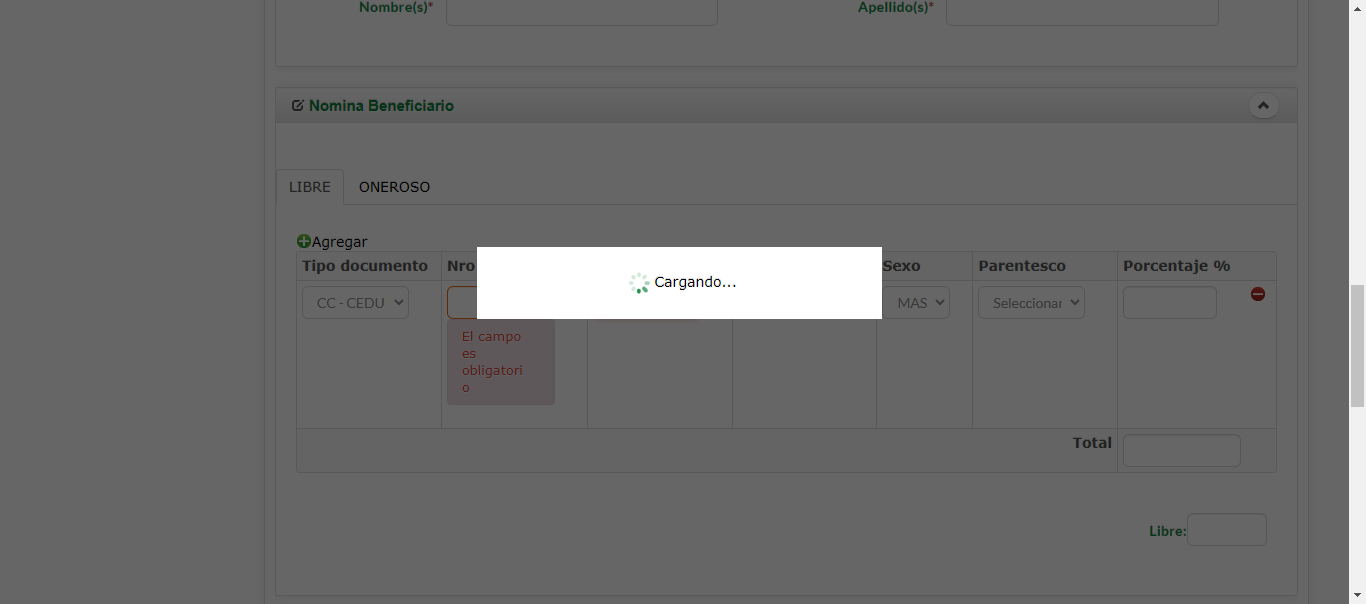 Nombre(s)*
Apellido(s)*
Nomina Beneficiario
LIBRE
ONEROSO
Agregar
Tipo documento
Nro
Sexo
Parentesco
Porcentaje %
CC - CEDU
MAS
Seleccionar
Cargando...
El campo
es
obligatori
o
Total
Libre: